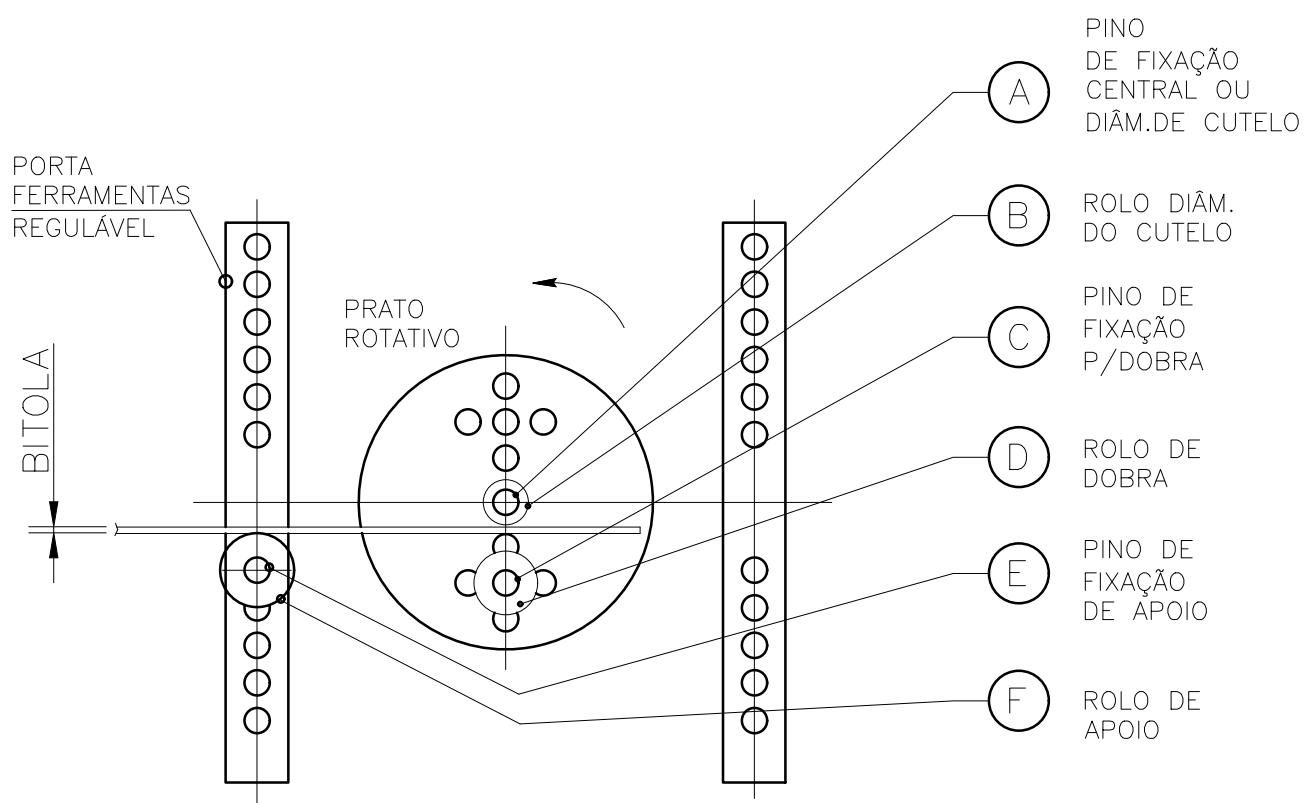 PINO
DE FIXAÇÃO
CENTRAL OU
DIÂM.DE CUTELO
A
PORTA
FERRAMENTAS
REGULÁVEL
B
ROLO DIÂM.
DO CUTELO
PRATO
ROTATIVO
C
PINO DE
FIXAÇÃO
P/DOBRA
BITOLA
D
ROLO DE
DOBRA
E
PINO DE
FIXAÇÃO
DE APOIO
F
ROLO DE
APOIO